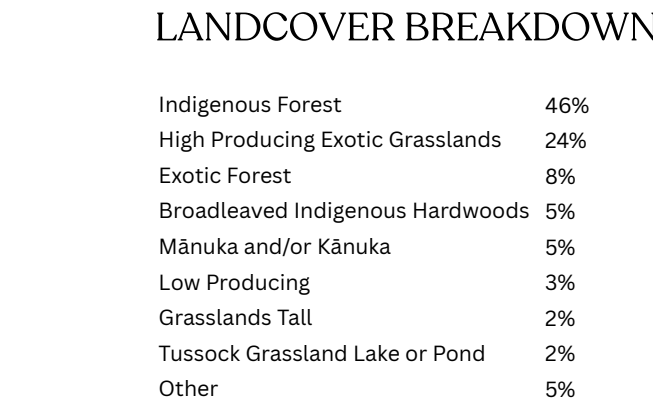 LANDCOVER BREAKDOWN
Indigenous Forest 46%
High Producing Exotic Grasslands 24%
Exotic Forest 8%
Broadleaved Indigenous Hardwoods 5%
Mānuka and/or Kānuka 5%
Low Producing 3%
Grasslands Tall 2%
Tussock Grassland Lake or Pond 2%
Other 5%